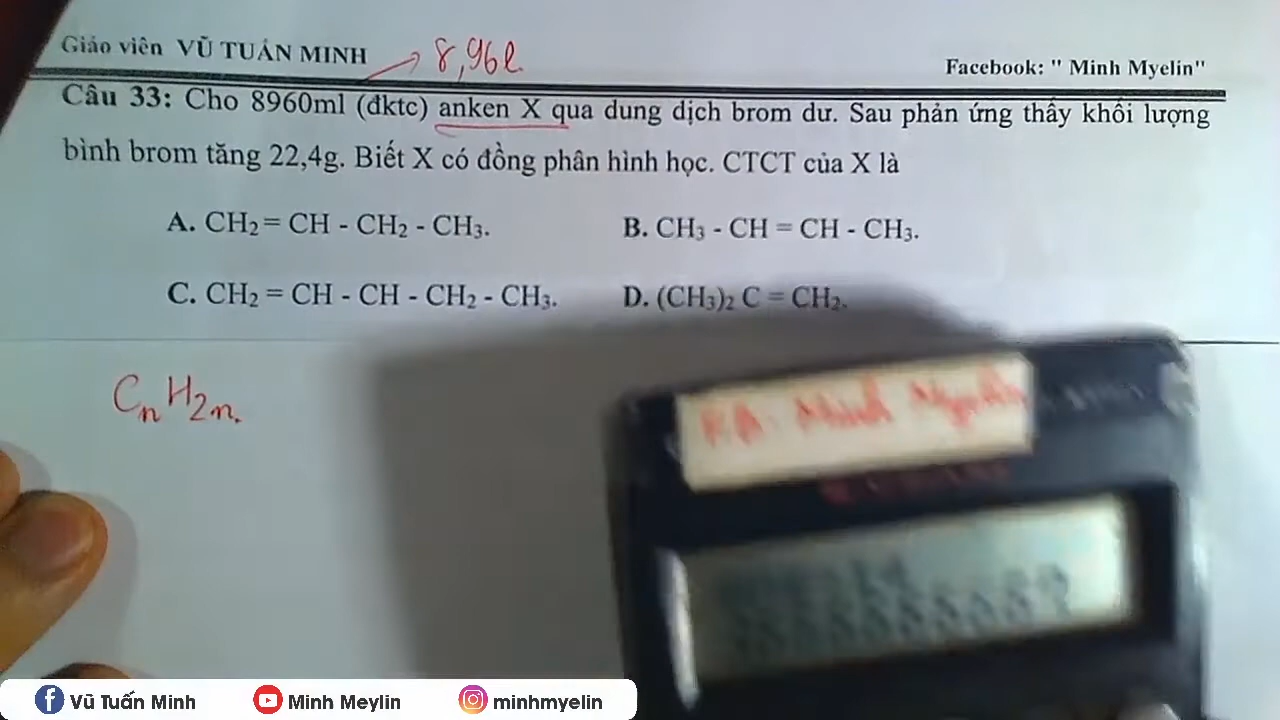 Giáo viên VŨ TUẤN MINH
8,96l
Facebook: " Minh Myelin"
Câu 33: Cho 8960ml (đktc) anken X qua dung dịch brom dư. Sau phản ứng thấy khối lượng
bình brom tăng 22,4g. Biết X có đồng phân hình học. CTCT của X là
A. CH2 = CH - CH2 - CH3.
B. CH3 - CH = CH - CH3.
C. CH2 = CH - CH - CH2 - CH3.
D. (CH3)2 C = CH2.
CnH2n.
Minh
Vũ Tuấn Minh
Minh Meylin
minhmyelin